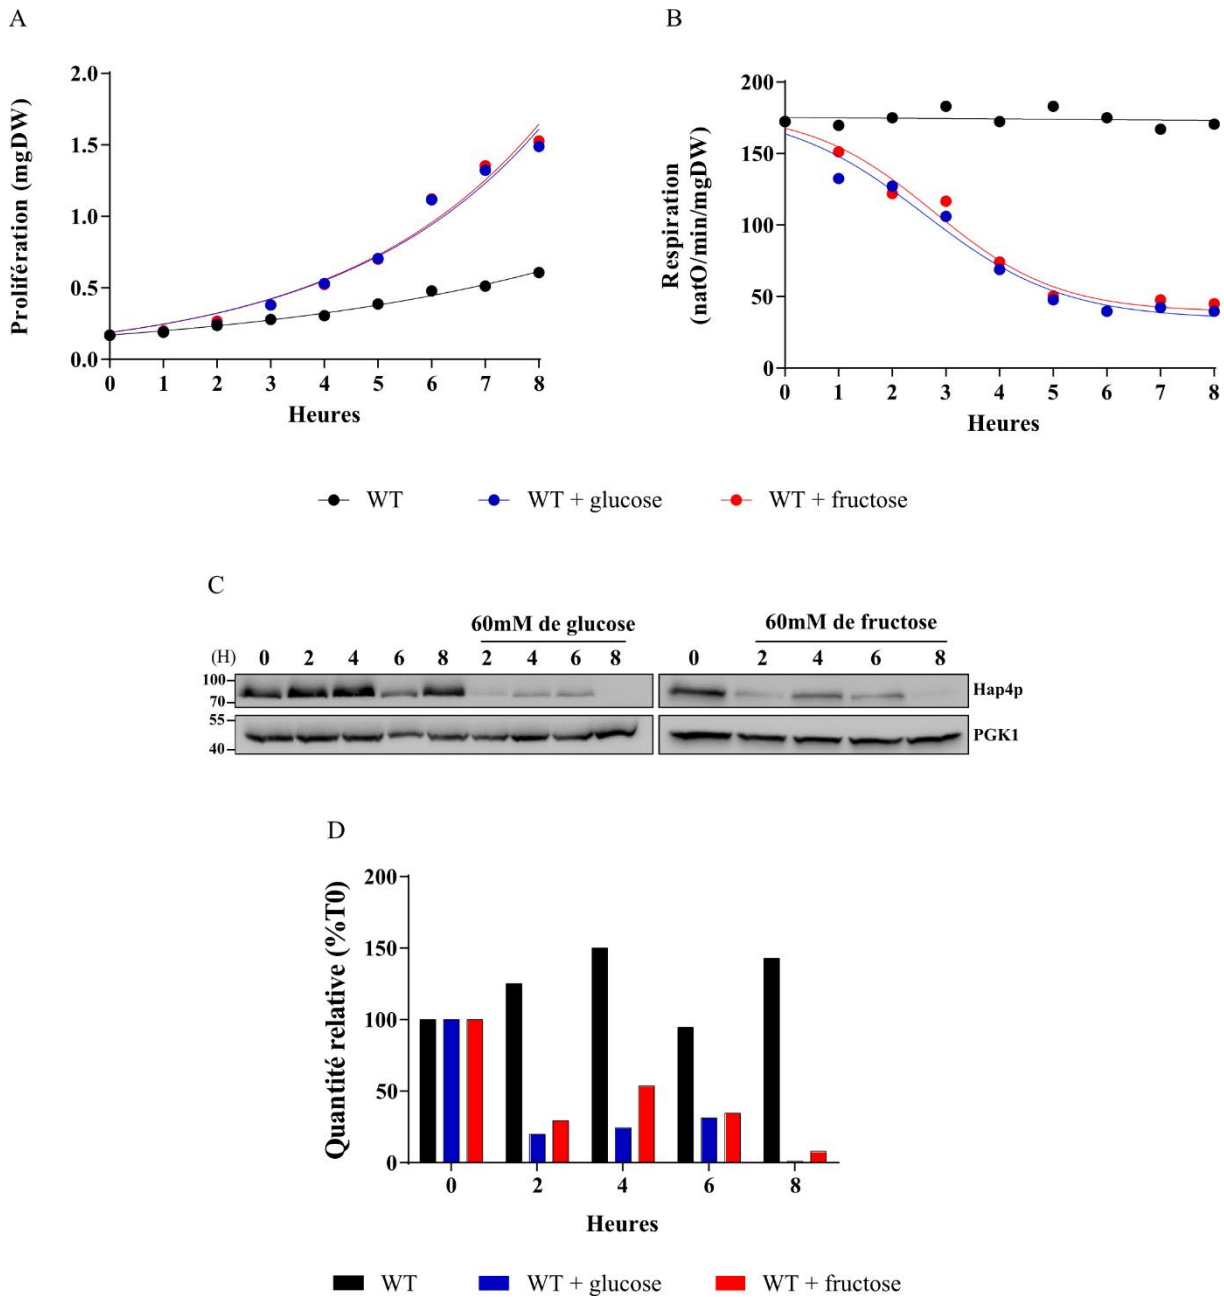 A
Prolifération (mgDW)
2.0
1.5
1.0
0.5
0.0
0 1 2 3 4 5 6 7 8
Heures
B
Respiration
(natO/min/mgDW)
200
150
100
50
0
0 1 2 3 4 5 6 7 8
Heures
WT WT + glucose WT + fructose
C
60mM de glucose 60mM de fructose
(H) 0 2 4 6 8 2 4 6 8 0 2 4 6 8
100
70
Hap4p
55
40
PGK1
D
Quantité relative (%T0)
200
150
100
50
0
0 2 4 6 8
Heures
WT WT + glucose WT + fructose